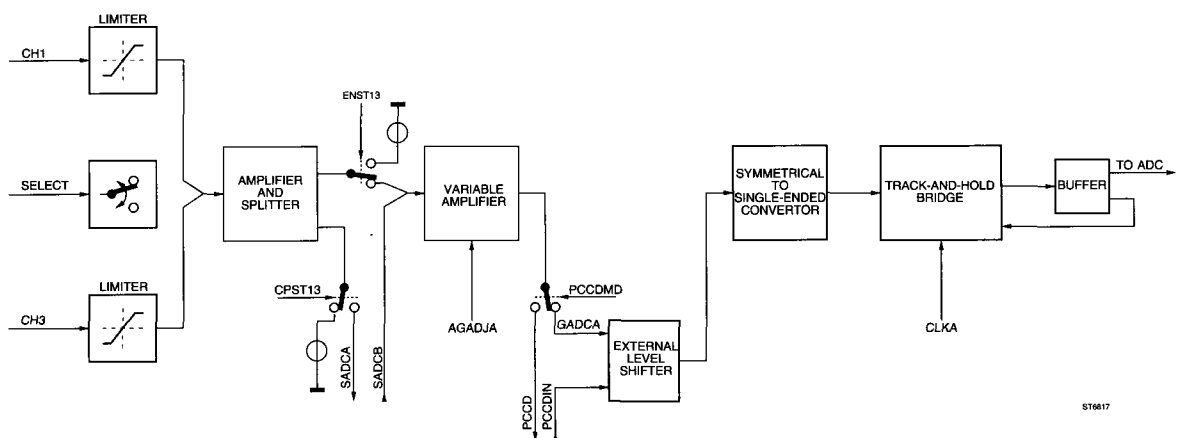 LIMITER
CH1
ENST13
SELECT
AMPLIFIER
AND
SPLITTER
VARIABLE
AMPLIFIER
SYMMETRICAL
TO
SINGLE-ENDED
CONVERTOR
TRACK-AND-HOLD
BRIDGE
BUFFER
TO ADC
LIMITER
CH3
CPST13
SADCA
SADCB
AGADJA
PCCDMD
GADCA
EXTERNAL
LEVEL
SHIFTER
PCCD
PCCDIN
CLKA
ST6817